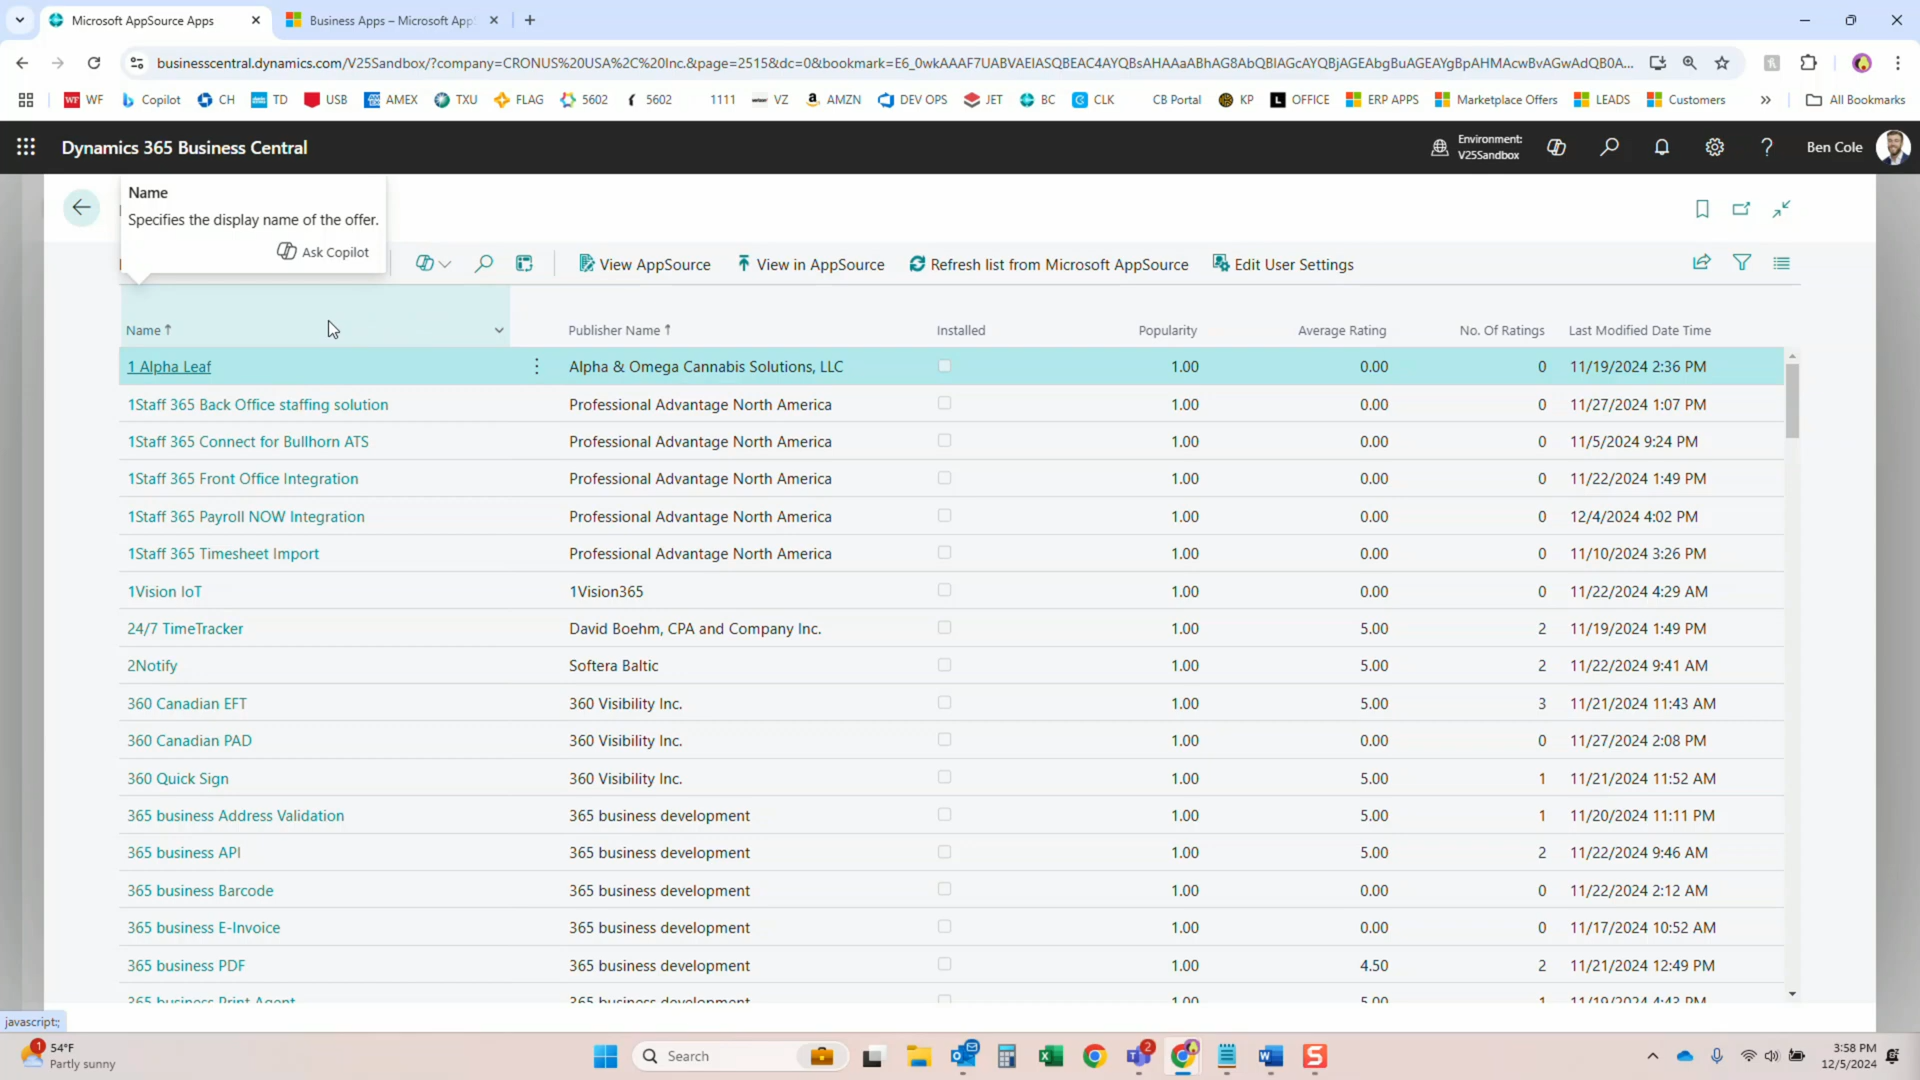 Microsoft AppSource Apps
Business Apps – Microsoft App
businesscentral.dynamics.com/V25Sandbox/?company=CRONUS%20USA%2C%20Inc.&page=2515&dc=0&bookmark=E6_0wkAAAF7UABVAEIASQBEAC4AYQBsAHAAaABhAG8AbQBlAGcAYQBjAGEAbgBuAGEAYgBpAHMAcwBvAGwAdQB0A...
WF Copilot CH TD USB AMEX TXU FLAG 5602 5602 1111 VZ AMZN DEV OPS JET BC CLK CB Portal KP OFFICE ERP APPS Marketplace Offers LEADS Customers » All Bookmarks
Dynamics 365 Business Central
Environment:
V25Sandbox
Ben Cole
Name
Specifies the display name of the offer.
Ask Copilot
View AppSource View in AppSource Refresh list from Microsoft AppSource Edit User Settings
Name ↑ Publisher Name ↑ Installed Popularity Average Rating No. Of Ratings Last Modified Date Time
1 Alpha Leaf Alpha & Omega Cannabis Solutions, LLC 1.00 0.00 0 11/19/2024 2:36 PM
1Staff 365 Back Office staffing solution Professional Advantage North America 1.00 0.00 0 11/27/2024 1:07 PM
1Staff 365 Connect for Bullhorn ATS Professional Advantage North America 1.00 0.00 0 11/5/2024 9:24 PM
1Staff 365 Front Office Integration Professional Advantage North America 1.00 0.00 0 11/22/2024 1:49 PM
1Staff 365 Payroll NOW Integration Professional Advantage North America 1.00 0.00 0 12/4/2024 4:02 PM
1Staff 365 Timesheet Import Professional Advantage North America 1.00 0.00 0 11/10/2024 3:26 PM
1Vision IoT 1Vision365 1.00 0.00 0 11/22/2024 4:29 AM
24/7 TimeTracker David Boehm, CPA and Company Inc. 1.00 5.00 2 11/19/2024 1:49 PM
2Notify Softera Baltic 1.00 5.00 2 11/22/2024 9:41 AM
360 Canadian EFT 360 Visibility Inc. 1.00 5.00 3 11/21/2024 11:43 AM
360 Canadian PAD 360 Visibility Inc. 1.00 0.00 0 11/27/2024 2:08 PM
360 Quick Sign 360 Visibility Inc. 1.00 5.00 1 11/21/2024 11:52 AM
365 business Address Validation 365 business development 1.00 5.00 1 11/20/2024 11:11 PM
365 business API 365 business development 1.00 5.00 2 11/22/2024 9:46 AM
365 business Barcode 365 business development 1.00 0.00 0 11/22/2024 2:12 AM
365 business E-Invoice 365 business development 1.00 0.00 0 11/17/2024 10:52 AM
365 business PDF 365 business development 1.00 4.50 2 11/21/2024 12:49 PM
365 business Print Agent 365 business development 1.00 5.00 1 11/19/2024 4:43 PM
javascript:;
1
54°F
Partly sunny
Search
2
3:58 PM
12/5/2024